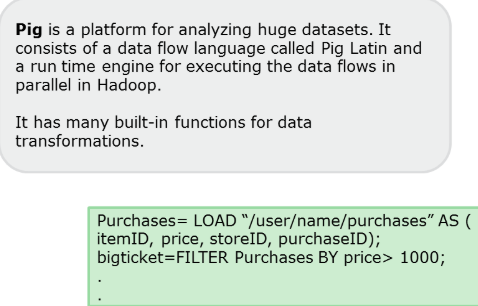 Pig is a platform for analyzing huge datasets. It
consists of a data flow language called Pig Latin and
a run time engine for executing the data flows in
parallel in Hadoop.
It has many built-in functions for data
transformations.
Purchases= LOAD “/user/name/purchases” AS (
itemID, price, storeID, purchaseID);
bigticket=FILTER Purchases BY price> 1000;
.
.